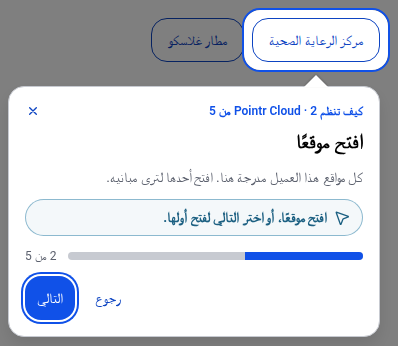 مركز الرعاية الصحية
مطار غلاسكو
كيف تنظم Pointr Cloud · 2 من 5
افتح موقعًا
كل مواقع هذا العميل مدرجة هنا. افتح أحدها لترى مبانيه.
افتح موقعًا، أو اختر التالي لفتح أولها.
2 من 5
رجوع
التالي